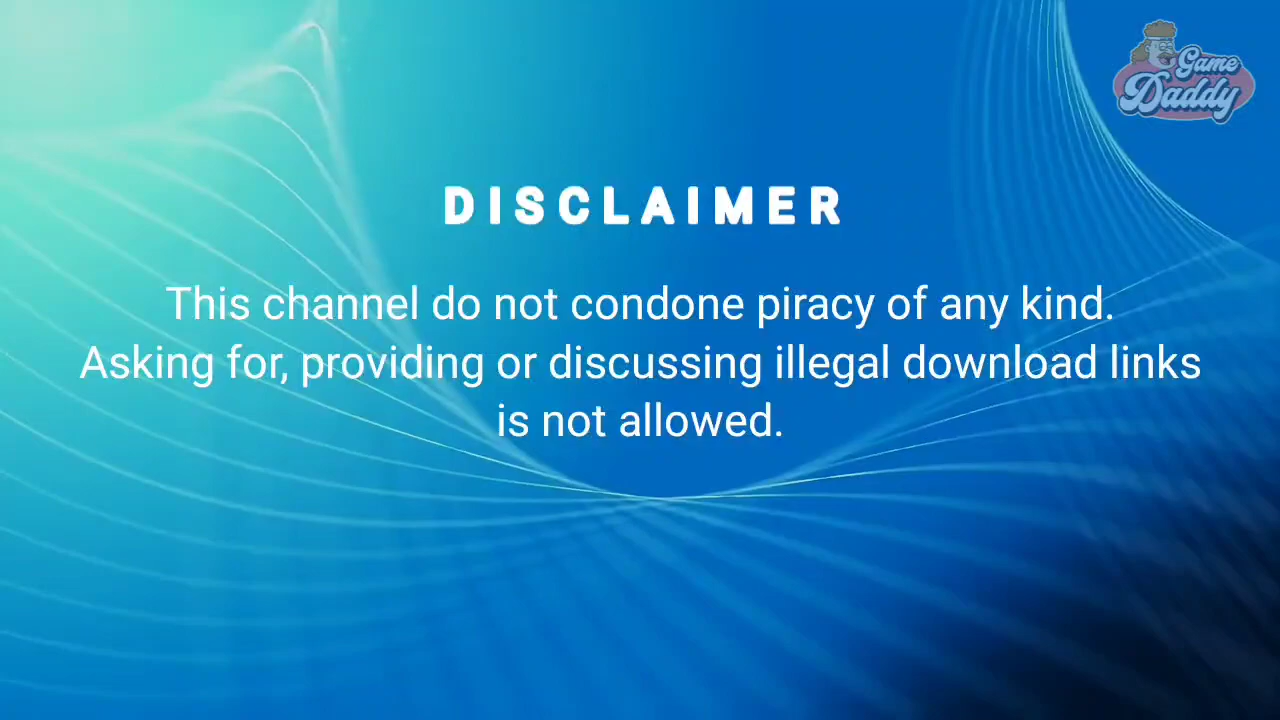 Game
Daddy
DISCLAIMER
This channel do not condone piracy of any kind.
Asking for, providing or discussing illegal download links
is not allowed.